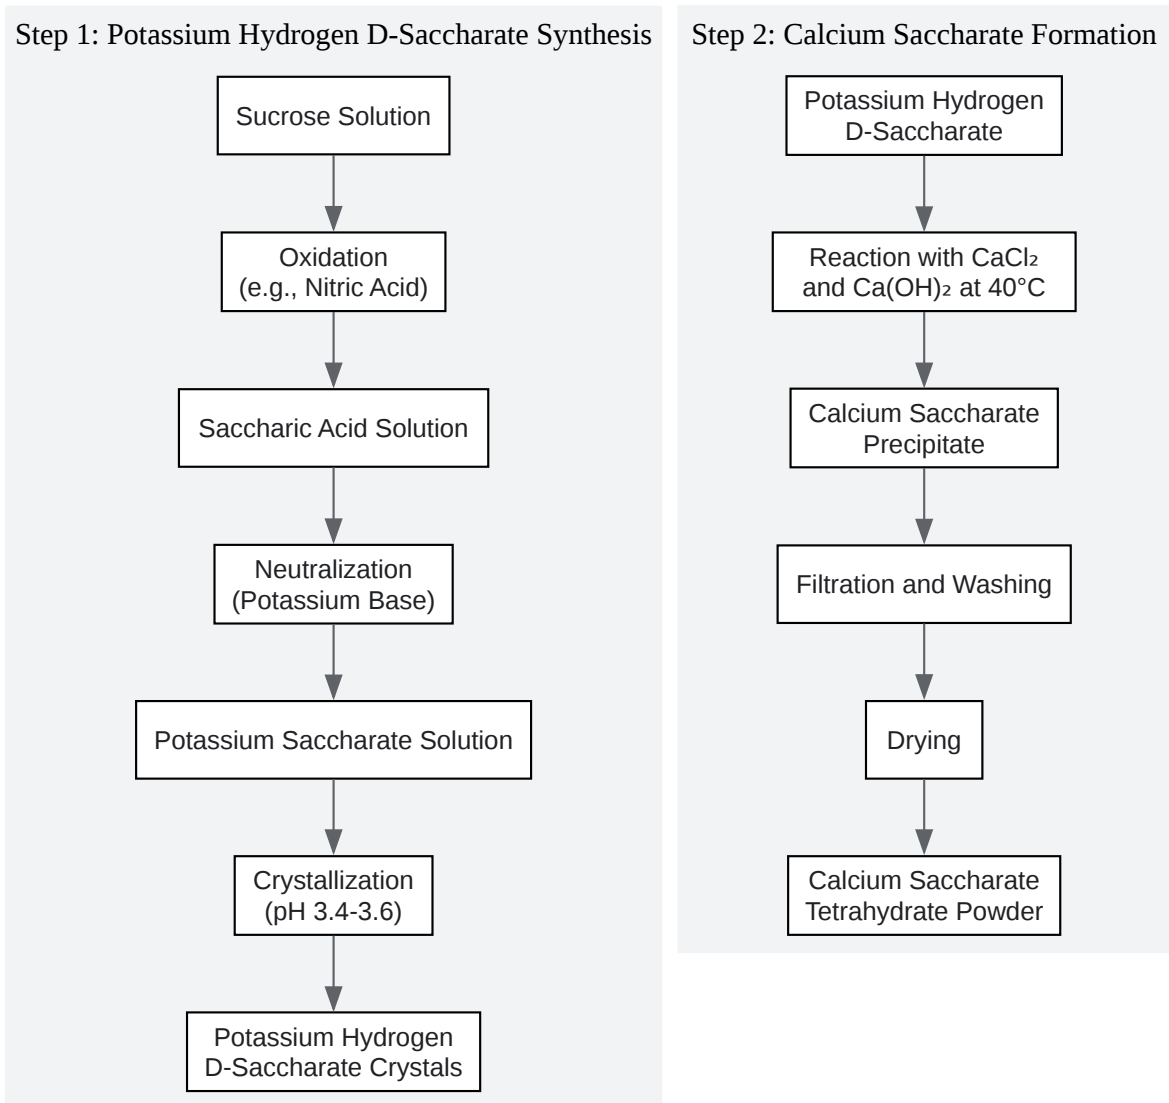 Step 1: Potassium Hydrogen D-Saccharate Synthesis
Sucrose Solution
Oxidation
(e.g., Nitric Acid)
Saccharic Acid Solution
Neutralization
(Potassium Base)
Potassium Saccharate Solution
Crystallization
(pH 3.4-3.6)
Potassium Hydrogen
D-Saccharate Crystals
Step 2: Calcium Saccharate Formation
Potassium Hydrogen
D-Saccharate
Reaction with CaCl₂
and Ca(OH)₂ at 40°C
Calcium Saccharate
Precipitate
Filtration and Washing
Drying
Calcium Saccharate
Tetrahydrate Powder